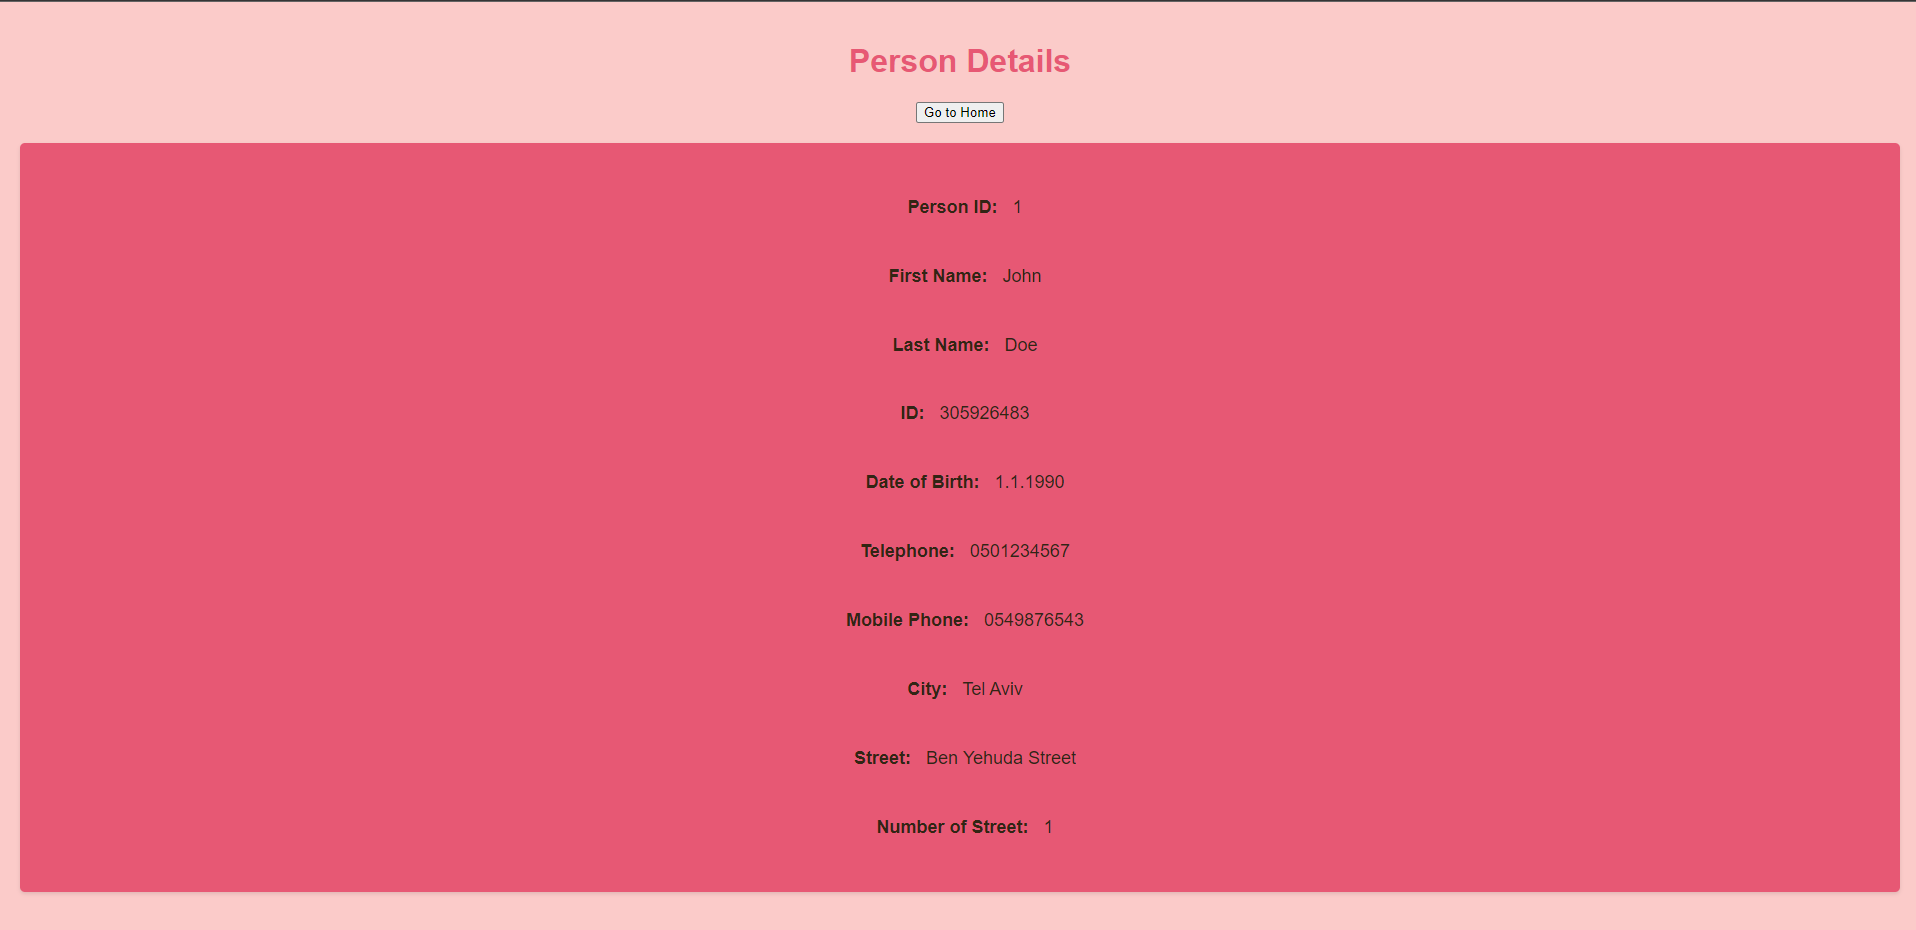 Person Details
Go to Home
Person ID: 1
First Name: John
Last Name: Doe
ID: 305926483
Date of Birth: 1.1.1990
Telephone: 0501234567
Mobile Phone: 0549876543
City: Tel Aviv
Street: Ben Yehuda Street
Number of Street: 1